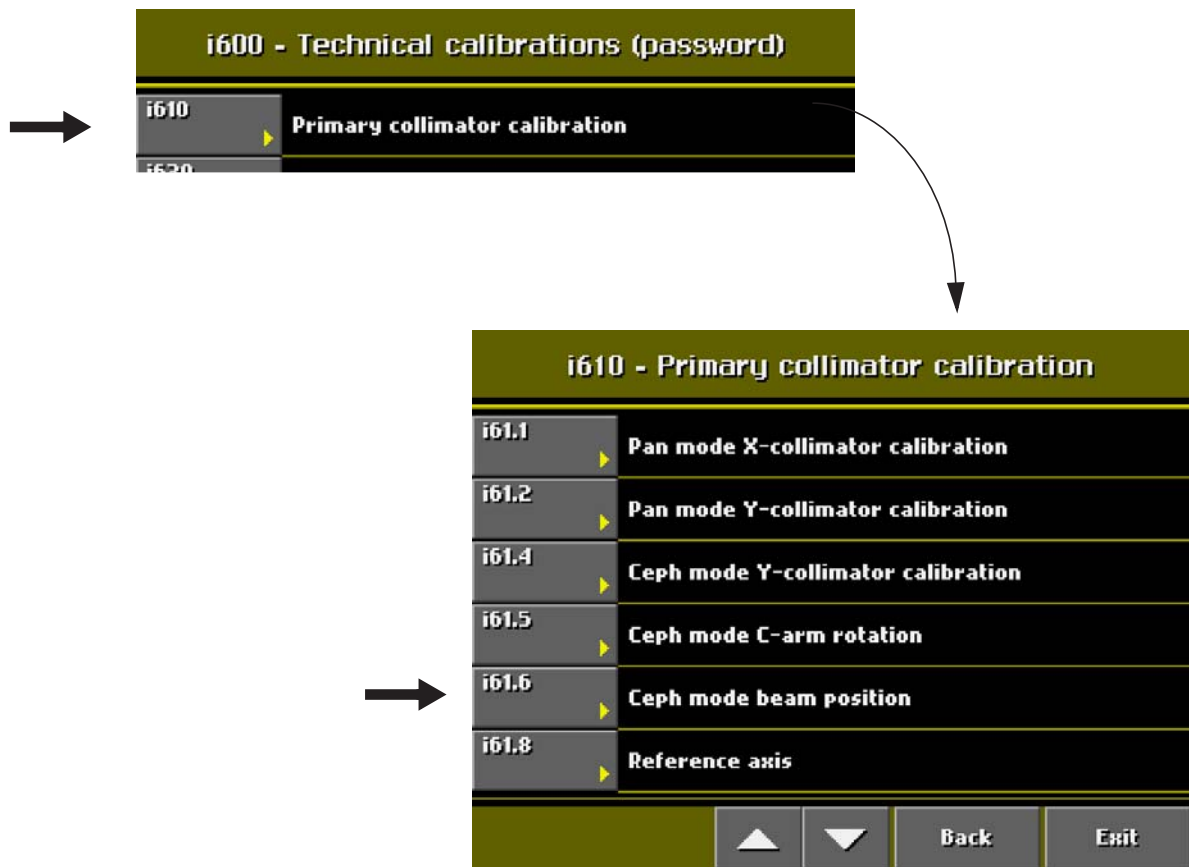 i600 - Technical calibrations (password)
i610
Primary collimator calibration
i620
i610 - Primary collimator calibration
i61.1
Pan mode X-collimator calibration
i61.2
Pan mode Y-collimator calibration
i61.4
Ceph mode Y-collimator calibration
i61.5
Ceph mode C-arm rotation
i61.6
Ceph mode beam position
i61.8
Reference axis
Back
Exit